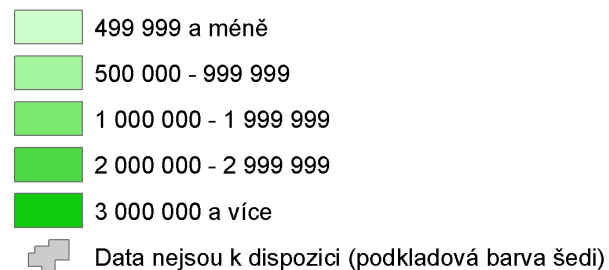 499 999 a méně
500 000 - 999 999
1 000 000 - 1 999 999
2 000 000 - 2 999 999
3 000 000 a více
Data nejsou k dispozici (podkladová barva šedi)